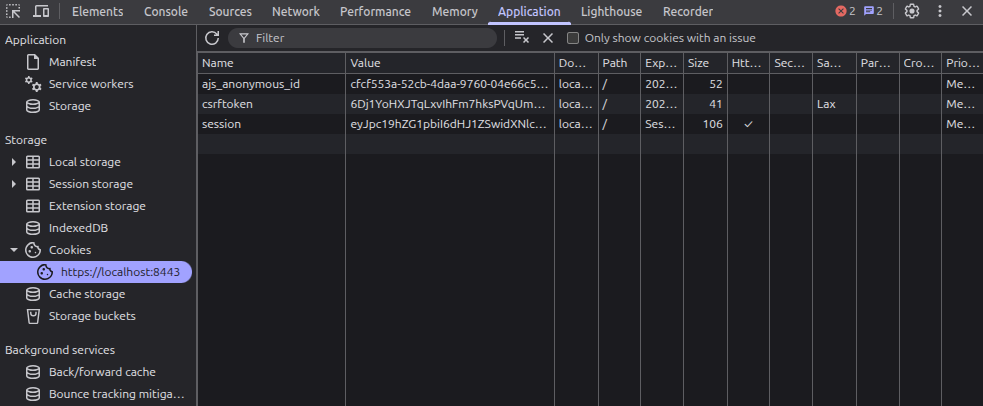 Elements Console Sources Network Performance Memory Application Lighthouse Recorder 2 2
Application
Manifest
Service workers
Storage
Storage
Local storage
Session storage
Extension storage
IndexedDB
Cookies
https://localhost:8443
Cache storage
Storage buckets
Background services
Back/forward cache
Bounce tracking mitiga...
Filter Only show cookies with an issue
Name Value Do... Path Exp... Size Htt... Sec... Sa... Par... Cro... Prio...
ajs_anonymous_id cfcf553a-52cb-4daa-9760-04e66c5... loca... / 202... 52 Me...
csrftoken 6Dj1YoHXJTqLxvIhFm7hksPVqUm... loca... / 202... 41 Lax Me...
session eyJpc19hZG1pbiI6dHJ1ZSwidXNlc... loca... / Ses... 106 ✓ Me...